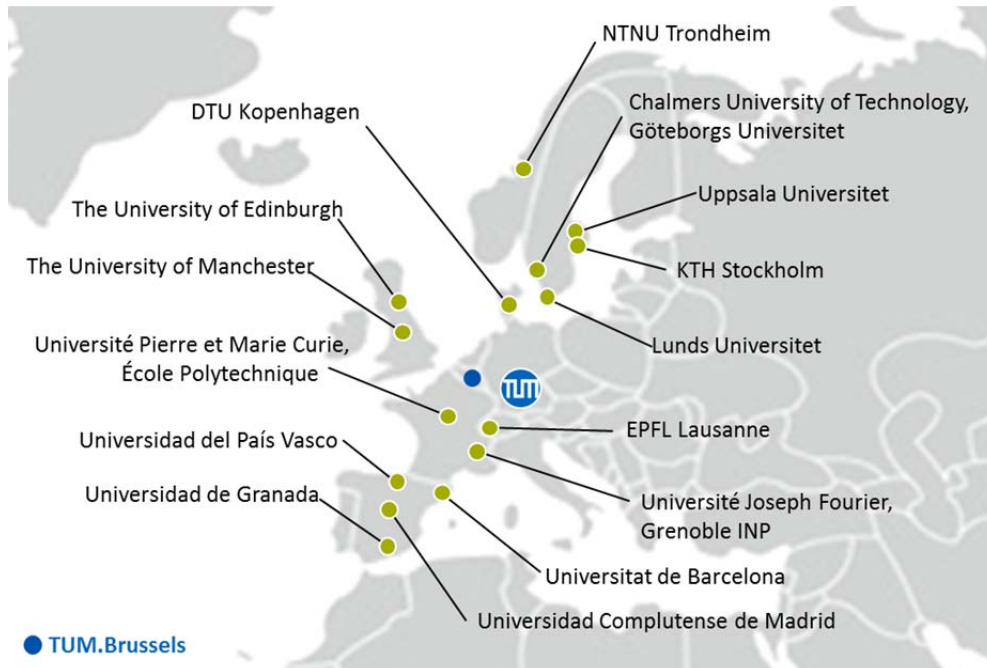 NTNU Trondheim
DTU Kopenhagen
Chalmers University of Technology,
Göteborgs Universitet
Uppsala Universitet
The University of Edinburgh
KTH Stockholm
The University of Manchester
Université Pierre et Marie Curie,
École Polytechnique
Lunds Universitet
TUM
EPFL Lausanne
Universidad del País Vasco
Universidad de Granada
Université Joseph Fourier,
Grenoble INP
Universitat de Barcelona
Universidad Complutense de Madrid
TUM.Brussels